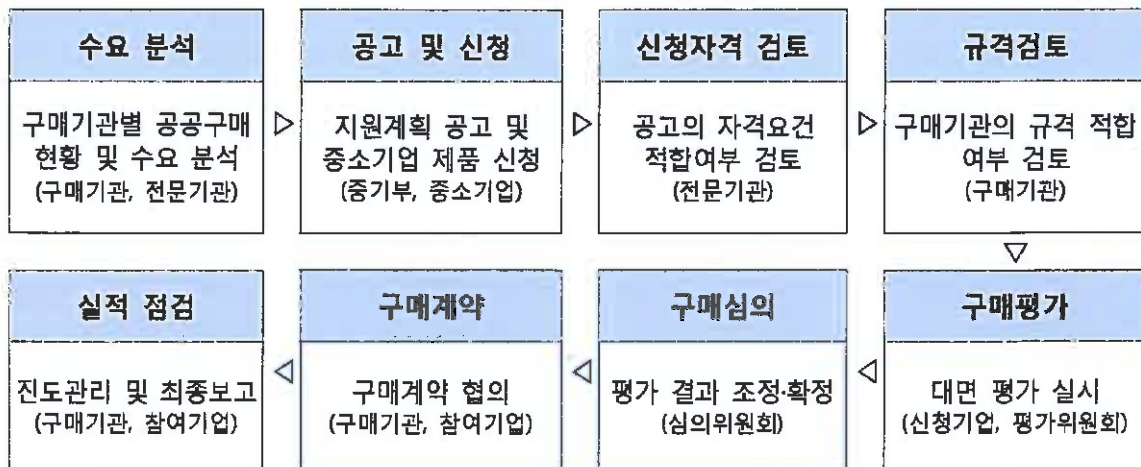 수요 분석
구매기관별 공공구매
현황 및 수요 분석
(구매기관, 전문기관)
▷
공고 및 신청
지원계획 공고 및
중소기업 제품 신청
(중기부, 중소기업)
▷
신청자격 검토
공고의 자격요건
적합여부 검토
(전문기관)
▷
규격검토
구매기관의 규격 적합
여부 검토
(구매기관)
▽
구매평가
대면 평가 실시
(신청기업, 평가위원회)
◁
구매심의
평가 결과 조정·확정
(심의위원회)
◁
구매계약
구매계약 협의
(구매기관, 참여기업)
◁
실적 점검
진도관리 및 최종보고
(구매기관, 참여기업)